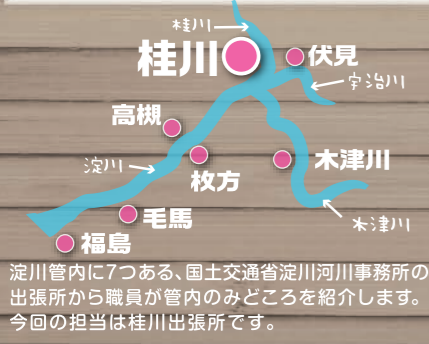 桂川
桂川
伏見
宇治川
高槻
淀川
枚方
木津川
木津川
毛馬
福島
淀川管内に7つある、国土交通省淀川河川事務所の
出張所から職員が管内のみどころを紹介します。
今回の担当は桂川出張所です。